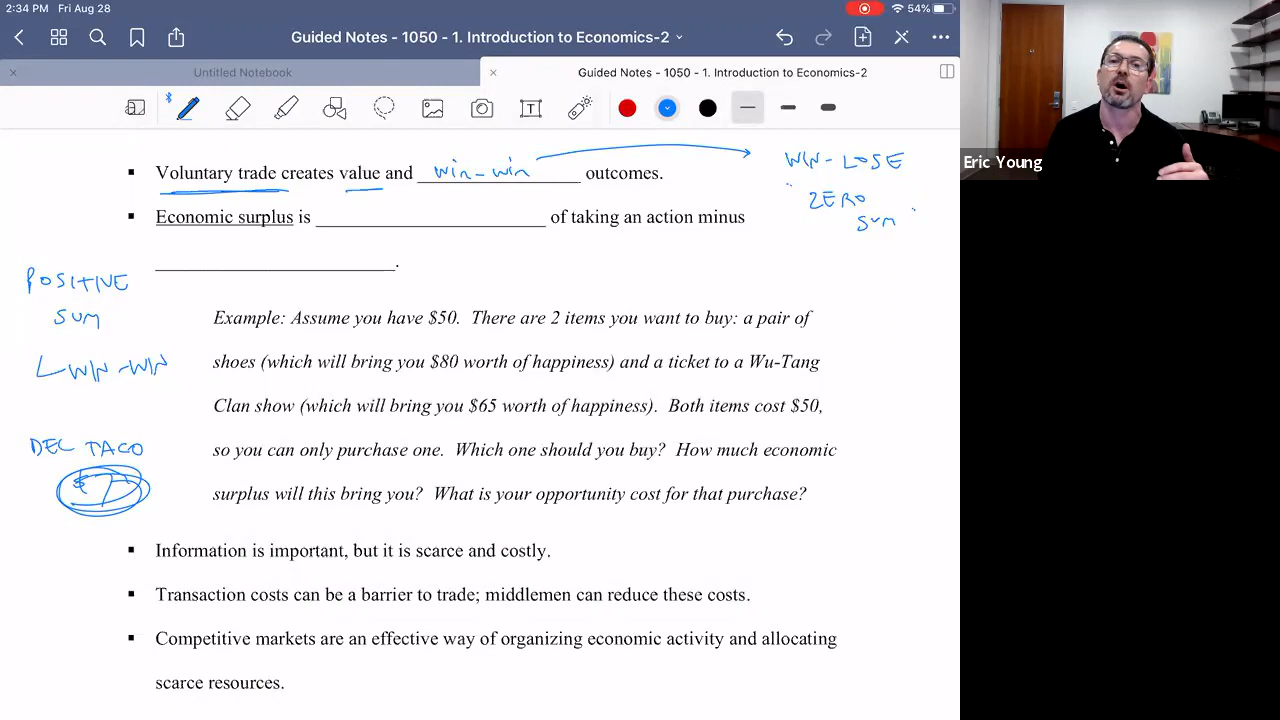 2:34 PM Fri Aug 28
54%
Guided Notes - 1050 - 1. Introduction to Economics-2
Untitled Notebook
Guided Notes - 1050 - 1. Introduction to Economics-2
T
Eric Young
▪ Voluntary trade creates value and win-win outcomes.
WIN-LOSE
ZERO
SUM
▪ Economic surplus is ______________________ of taking an action minus
______________________.
POSITIVE
SUM
WIN-WIN
Example: Assume you have $50. There are 2 items you want to buy: a pair of
shoes (which will bring you $80 worth of happiness) and a ticket to a Wu-Tang
Clan show (which will bring you $65 worth of happiness). Both items cost $50,
so you can only purchase one. Which one should you buy? How much economic
surplus will this bring you? What is your opportunity cost for that purchase?
DEL TACO
$7
▪ Information is important, but it is scarce and costly.
▪ Transaction costs can be a barrier to trade; middlemen can reduce these costs.
▪ Competitive markets are an effective way of organizing economic activity and allocating
scarce resources.